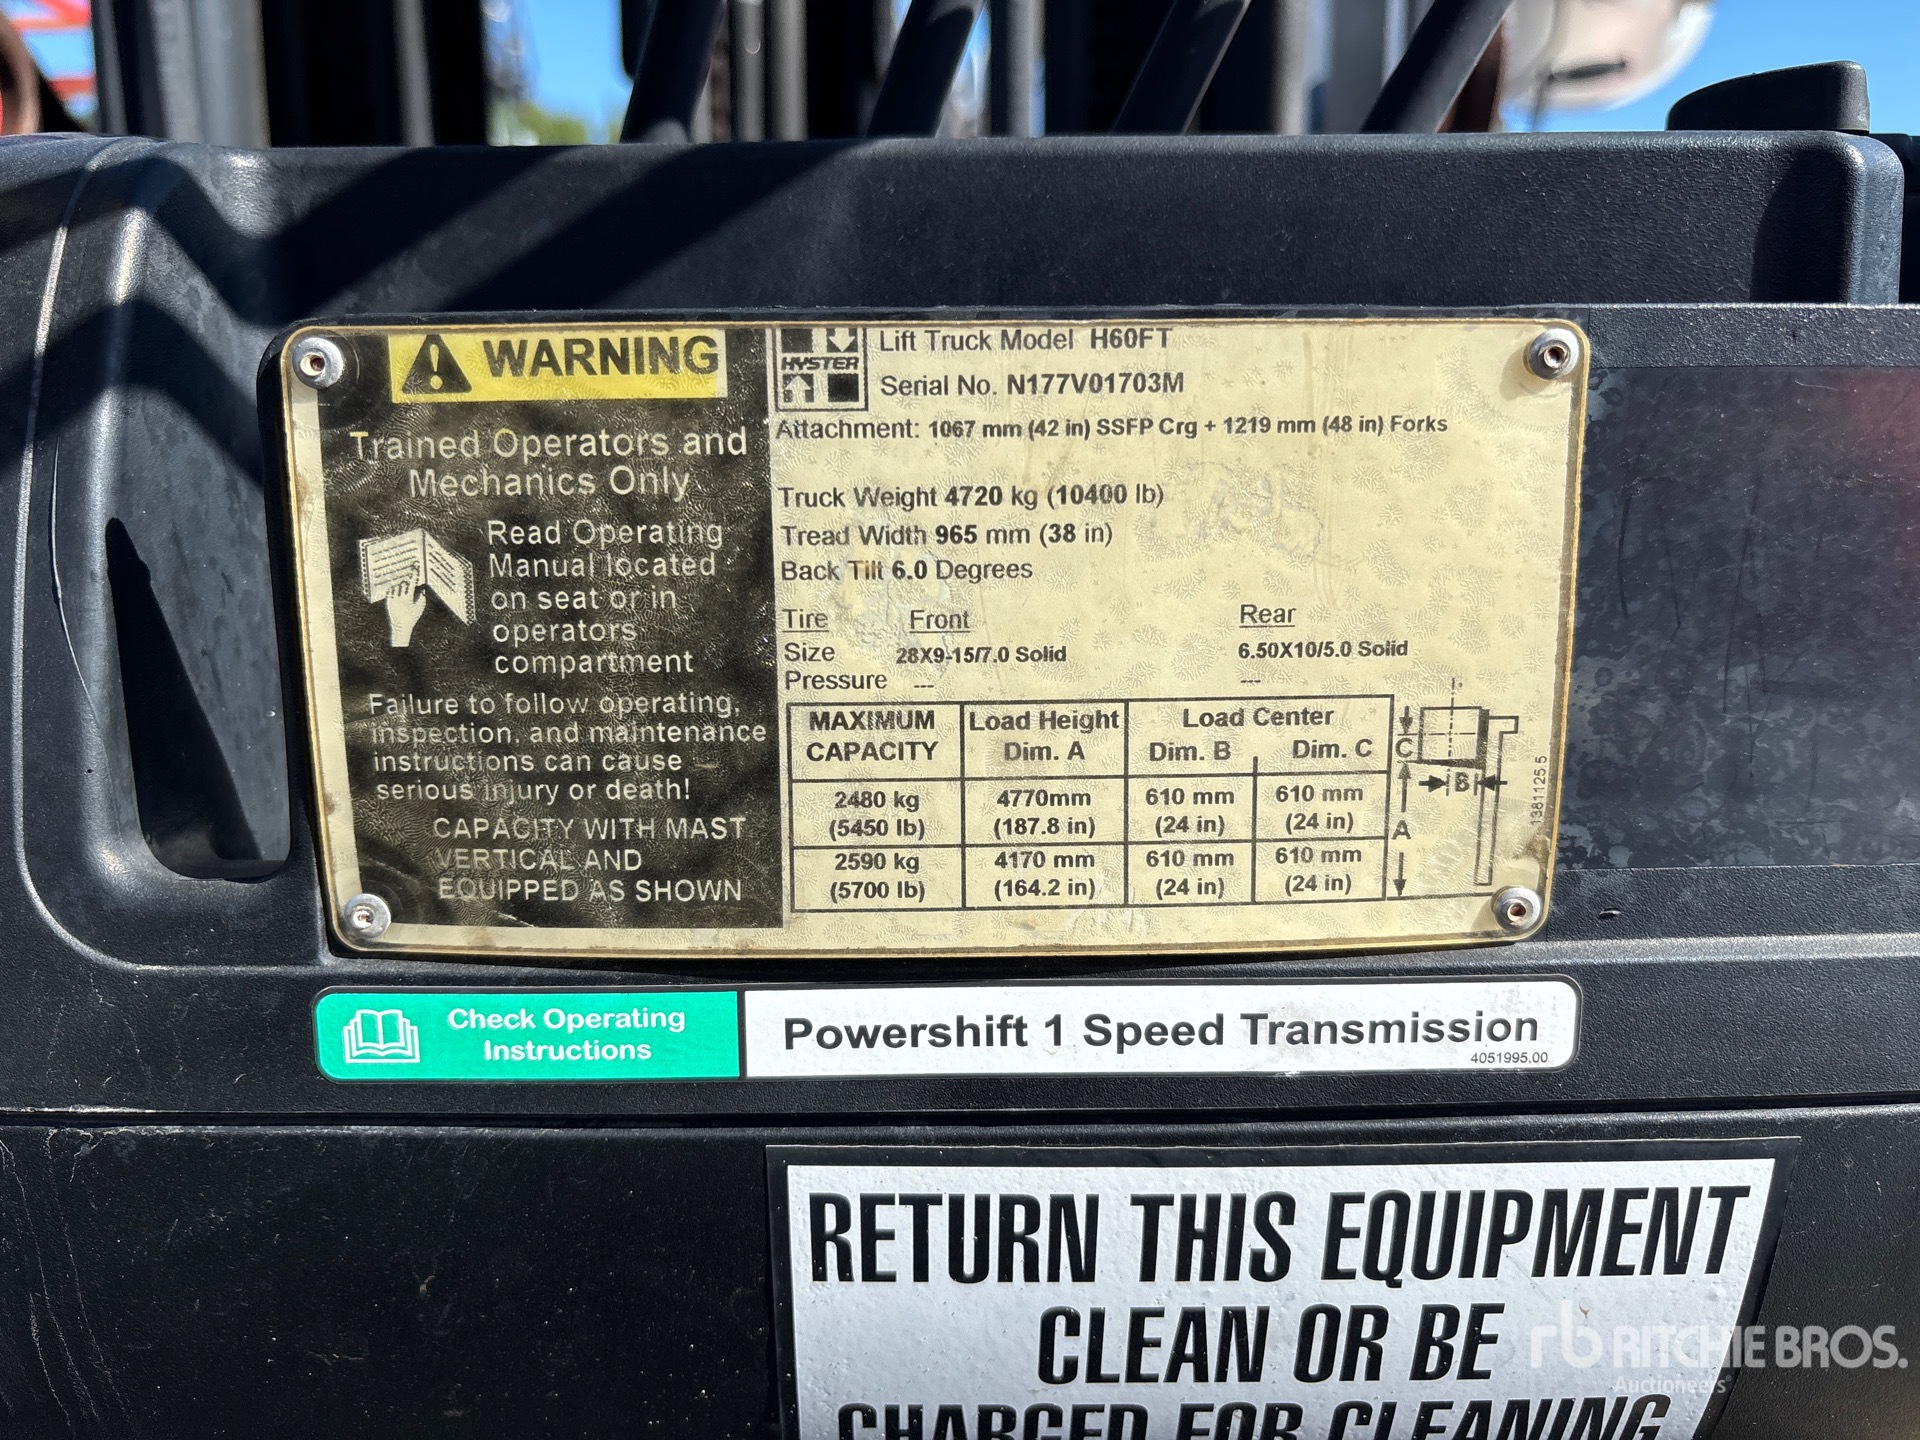 WARNING
Trained Operators and
Mechanics Only
Read Operating
Manual located
on seat or in
operators
compartment
Failure to follow operating,
inspection, and maintenance
instructions can cause
serious injury or death!
CAPACITY WITH MAST
VERTICAL AND
EQUIPPED AS SHOWN
HYSTER
Lift Truck Model H60FT
Serial No. N177V01703M
Attachment: 1067 mm (42 in) SSFP Crg + 1219 mm (48 in) Forks
Truck Weight 4720 kg (10400 lb)
Tread Width 965 mm (38 in)
Back Tilt 6.0 Degrees
Tire Front Rear
Size 28X9-15/7.0 Solid 6.50X10/5.0 Solid
Pressure --- ---
MAXIMUM Load Height Load Center
CAPACITY Dim. A Dim. B Dim. C
2480 kg 4770mm 610 mm 610 mm
(5450 lb) (187.8 in) (24 in) (24 in)
2590 kg 4170 mm 610 mm 610 mm
(5700 lb) (164.2 in) (24 in) (24 in)
C
B
A
1381125 5
Check Operating
Instructions
Powershift 1 Speed Transmission
4051995.00
RETURN THIS EQUIPMENT
CLEAN OR BE
CHARGED FOR CLEANING
rb RITCHIE BROS.
Auctioneers